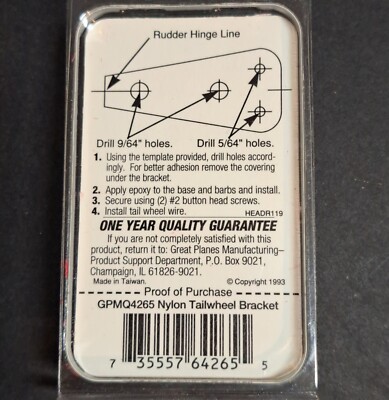 Rudder Hinge Line
Drill 9/64" holes. Drill 5/64" holes.
1. Using the template provided, drill holes accord-
ingly. For better adhesion remove the covering
under the bracket.
2. Apply epoxy to the base and barbs and install.
3. Secure using (2) #2 button head screws.
4. Install tail wheel wire. HEADR119
ONE YEAR QUALITY GUARANTEE
If you are not completely satisfied with this
product, return it to: Great Planes Manufacturing–
Product Support Department, P.O. Box 9021,
Champaign, IL 61826-9021.
Made in Taiwan. © Copyright 1993
Proof of Purchase
GPMQ4265 Nylon Tailwheel Bracket
7 35557 64265 5